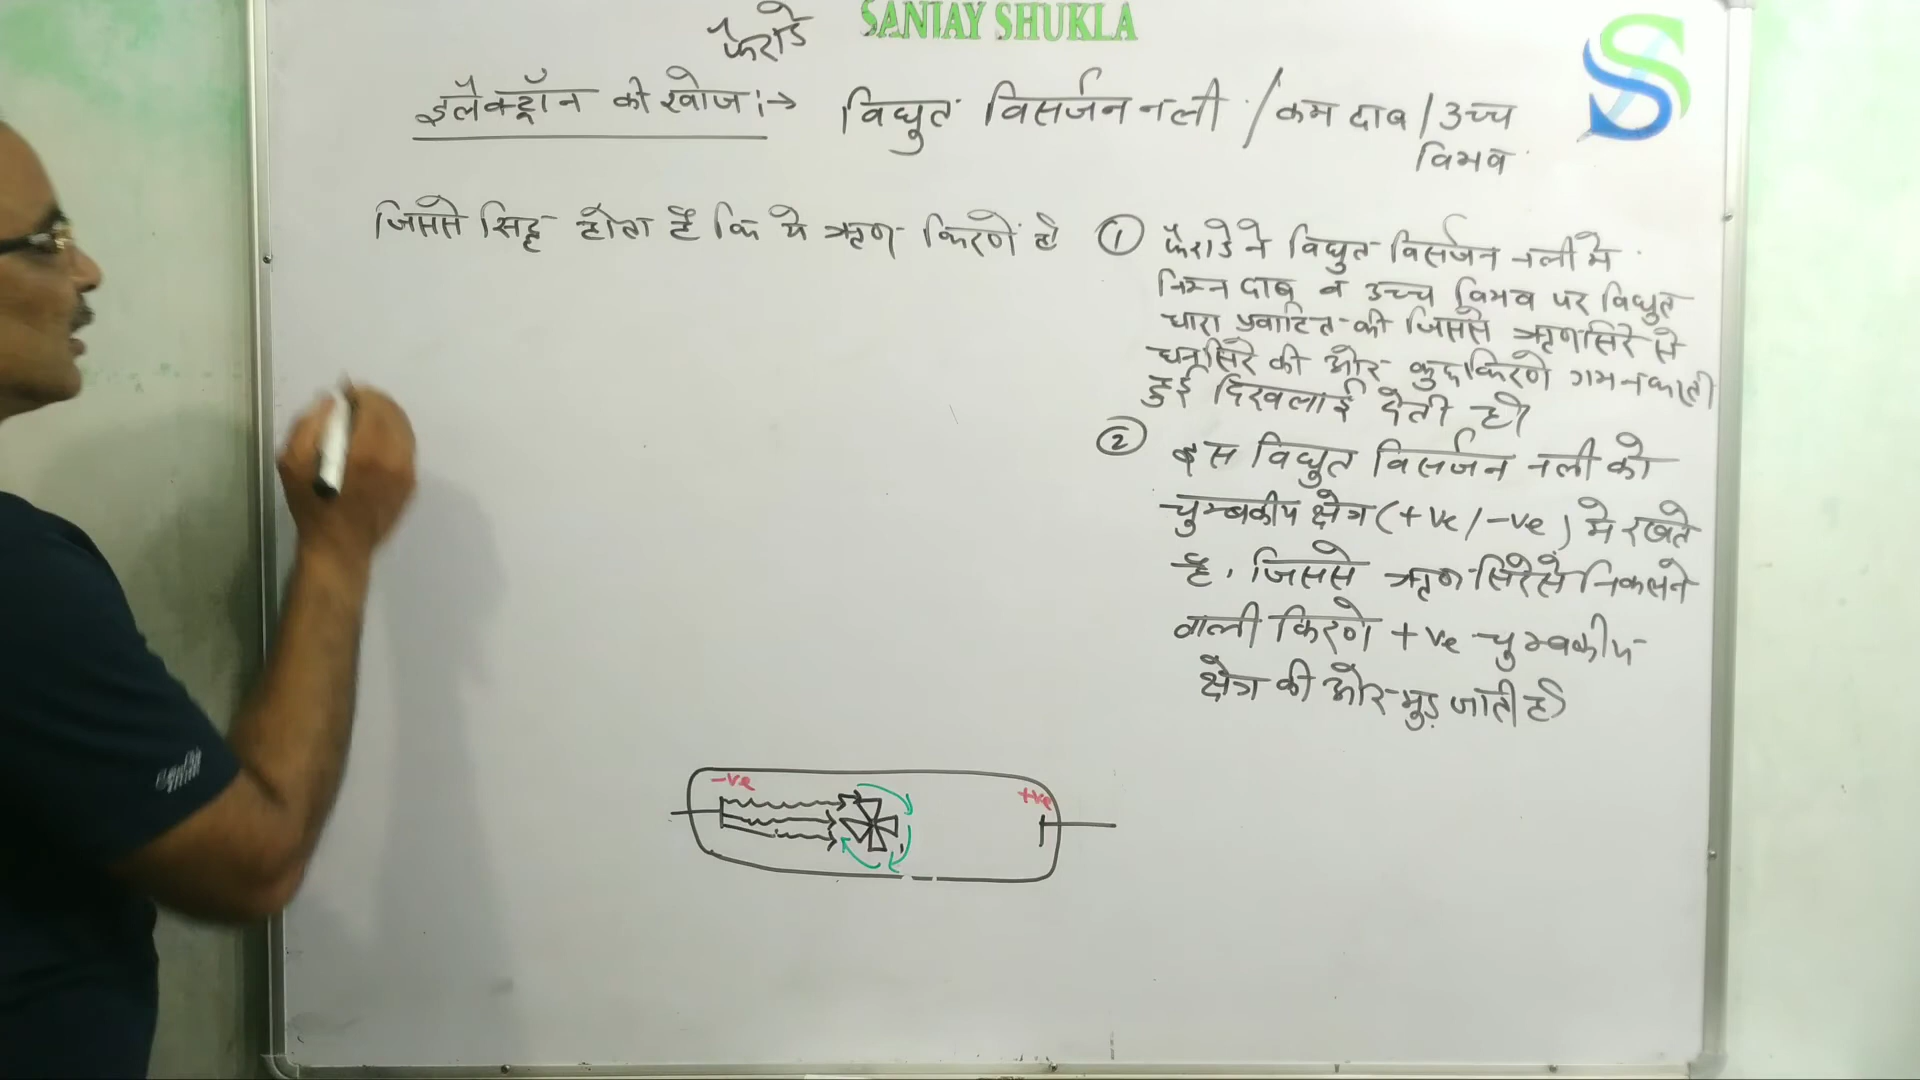 SANJAY SHUKLA
फैराडे
इलैक्ट्रॉन की खोज :→ विद्युत विसर्जन नली / कम दाब / उच्च
विभव
जिससे सिद्ध होता है कि ये ऋण किरणें है
① फैराडे ने विद्युत विसर्जन नली मे
निम्न दाब व उच्च विभव पर विद्युत
धारा प्रवाहित की जिससे ऋणसिरे से
धनसिरे की ओर कुछ किरणे गमन करती
हुई दिखलाई देती है।
② इस विद्युत विसर्जन नली को
चुम्बकीय क्षेत्र (+ve/-ve) मे रखते
है, जिससे ऋण सिरेसे निकलने
वाली किरणे +ve चुम्बकीय
क्षेत्र की ओर मुड़ जाती है
-ve
+ve